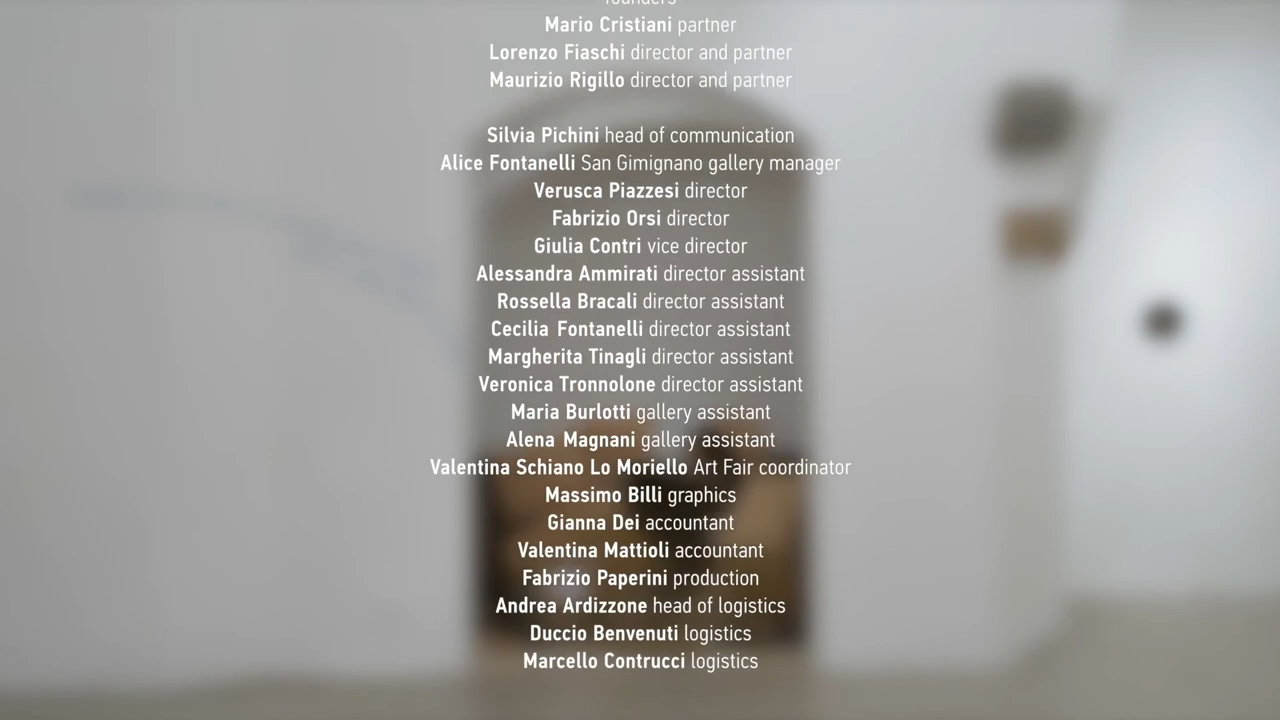 founders
Mario Cristiani partner
Lorenzo Fiaschi director and partner
Maurizio Rigillo director and partner
Silvia Pichini head of communication
Alice Fontanelli San Gimignano gallery manager
Verusca Piazzesi director
Fabrizio Orsi director
Giulia Contri vice director
Alessandra Ammirati director assistant
Rossella Bracali director assistant
Cecilia Fontanelli director assistant
Margherita Tinagli director assistant
Veronica Tronnolone director assistant
Maria Burlotti gallery assistant
Alena Magnani gallery assistant
Valentina Schiano Lo Moriello Art Fair coordinator
Massimo Billi graphics
Gianna Dei accountant
Valentina Mattioli accountant
Fabrizio Paperini production
Andrea Ardizzone head of logistics
Duccio Benvenuti logistics
Marcello Contrucci logistics